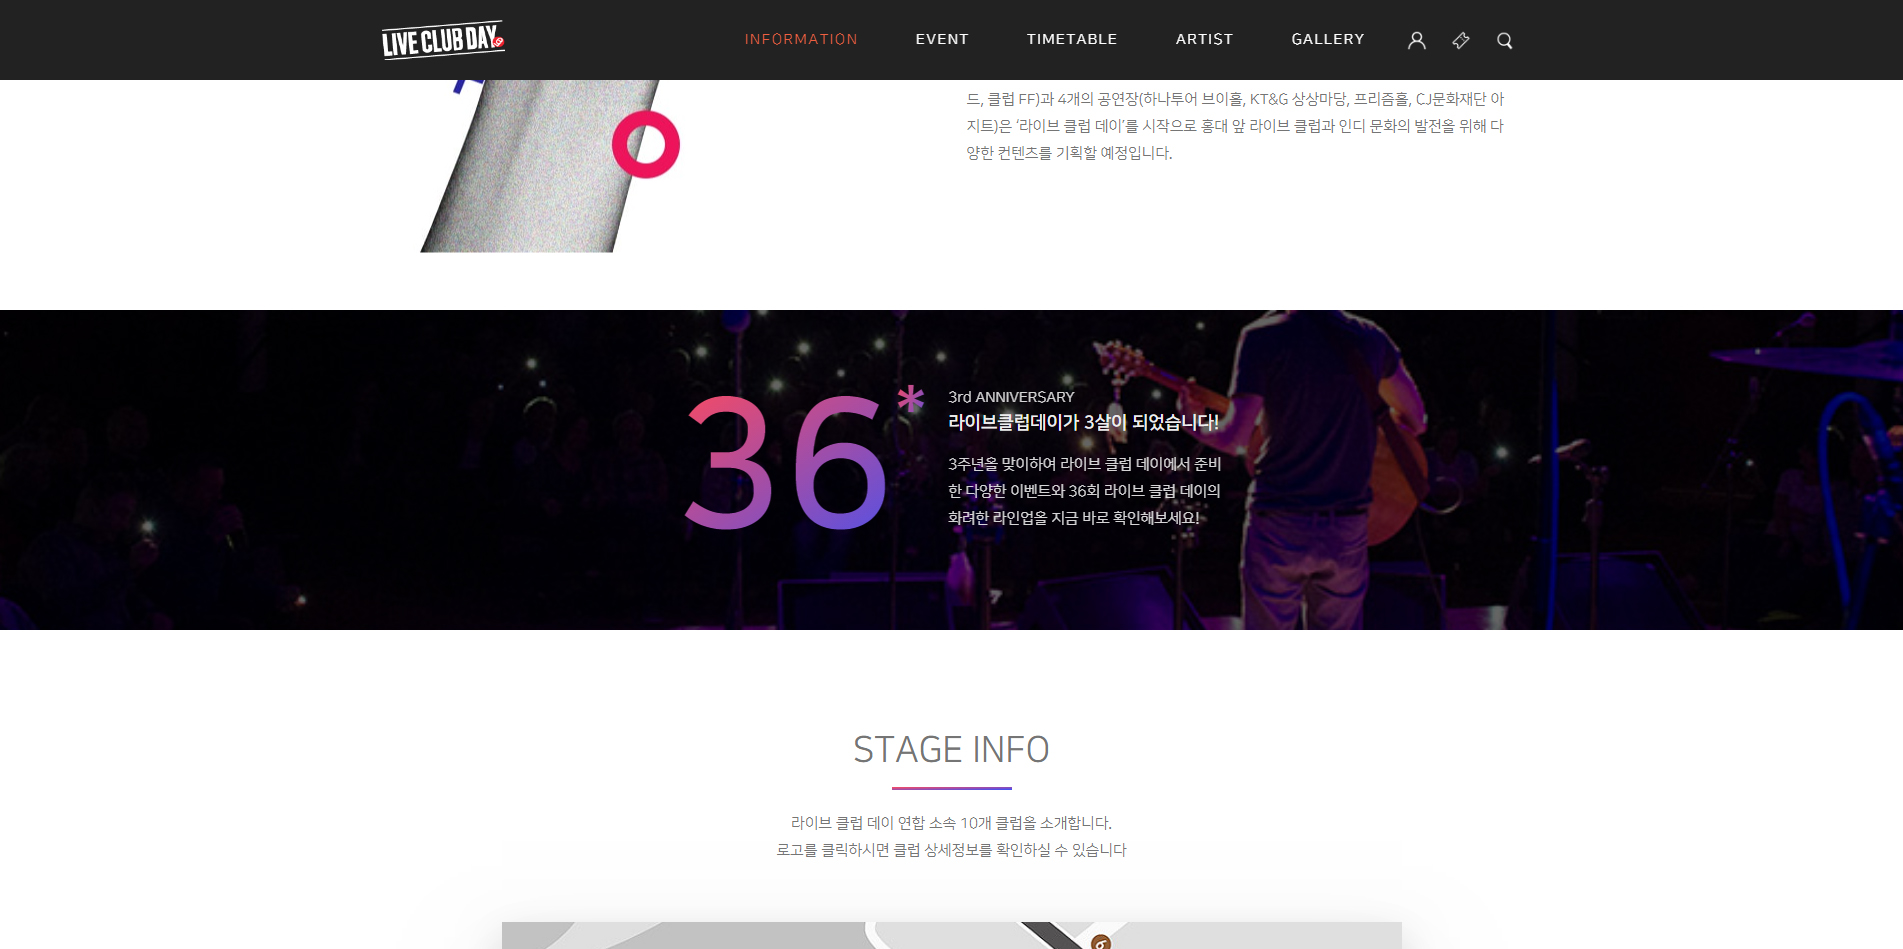 LIVE CLUB DAY
INFORMATION
EVENT
TIMETABLE
ARTIST
GALLERY
드, 클럽 FF)과 4개의 공연장(하나투어 브이홀, KT&G 상상마당, 프리즘홀, CJ문화재단 아
지트)은 ‘라이브 클럽 데이’를 시작으로 홍대 앞 라이브 클럽과 인디 문화의 발전을 위해 다
양한 컨텐츠를 기획할 예정입니다.
36*
3rd ANNIVERSARY
라이브클럽데이가 3살이 되었습니다!
3주년을 맞이하여 라이브 클럽 데이에서 준비
한 다양한 이벤트와 36회 라이브 클럽 데이의
화려한 라인업을 지금 바로 확인해보세요!
STAGE INFO
라이브 클럽 데이 연합 소속 10개 클럽을 소개합니다.
로고를 클릭하시면 클럽 상세정보를 확인하실 수 있습니다